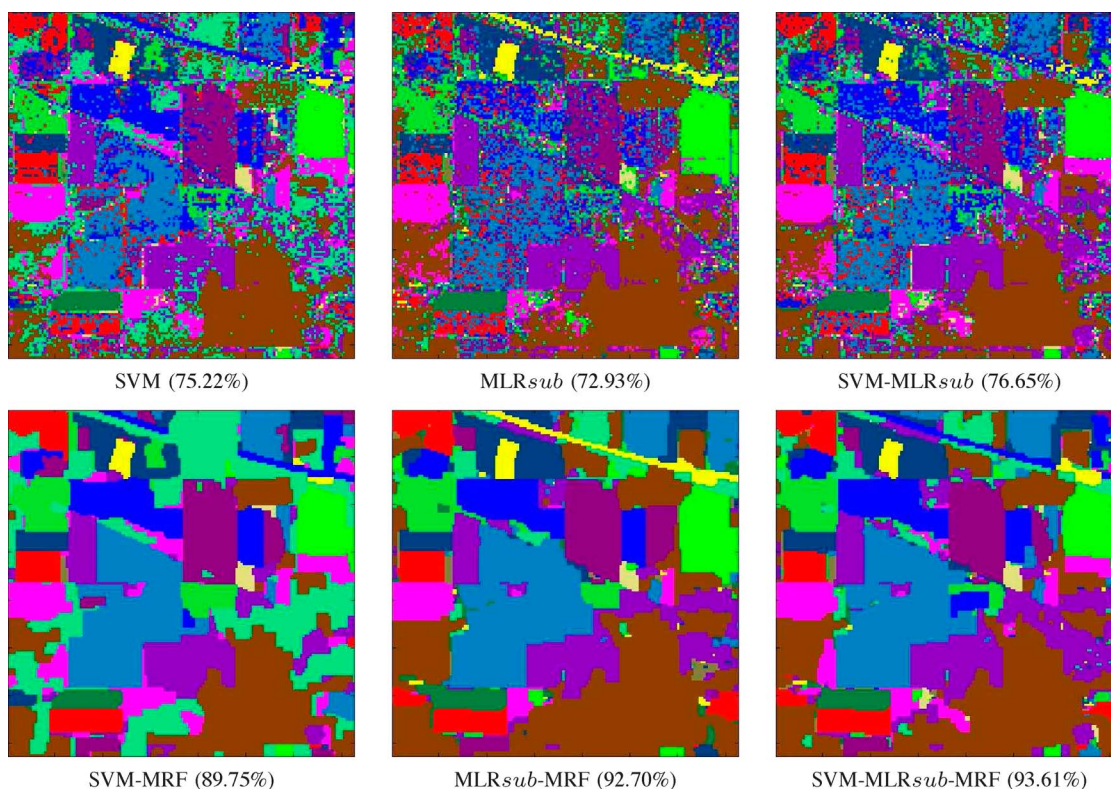 SVM (75.22%)
MLRsub (72.93%)
SVM-MLRsub (76.65%)
SVM-MRF (89.75%)
MLRsub-MRF (92.70%)
SVM-MLRsub-MRF (93.61%)